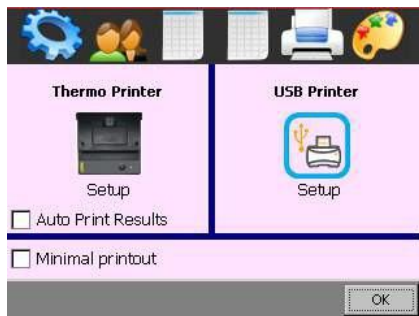 Thermo Printer
Setup
Auto Print Results
USB Printer
Setup
Minimal printout
OK